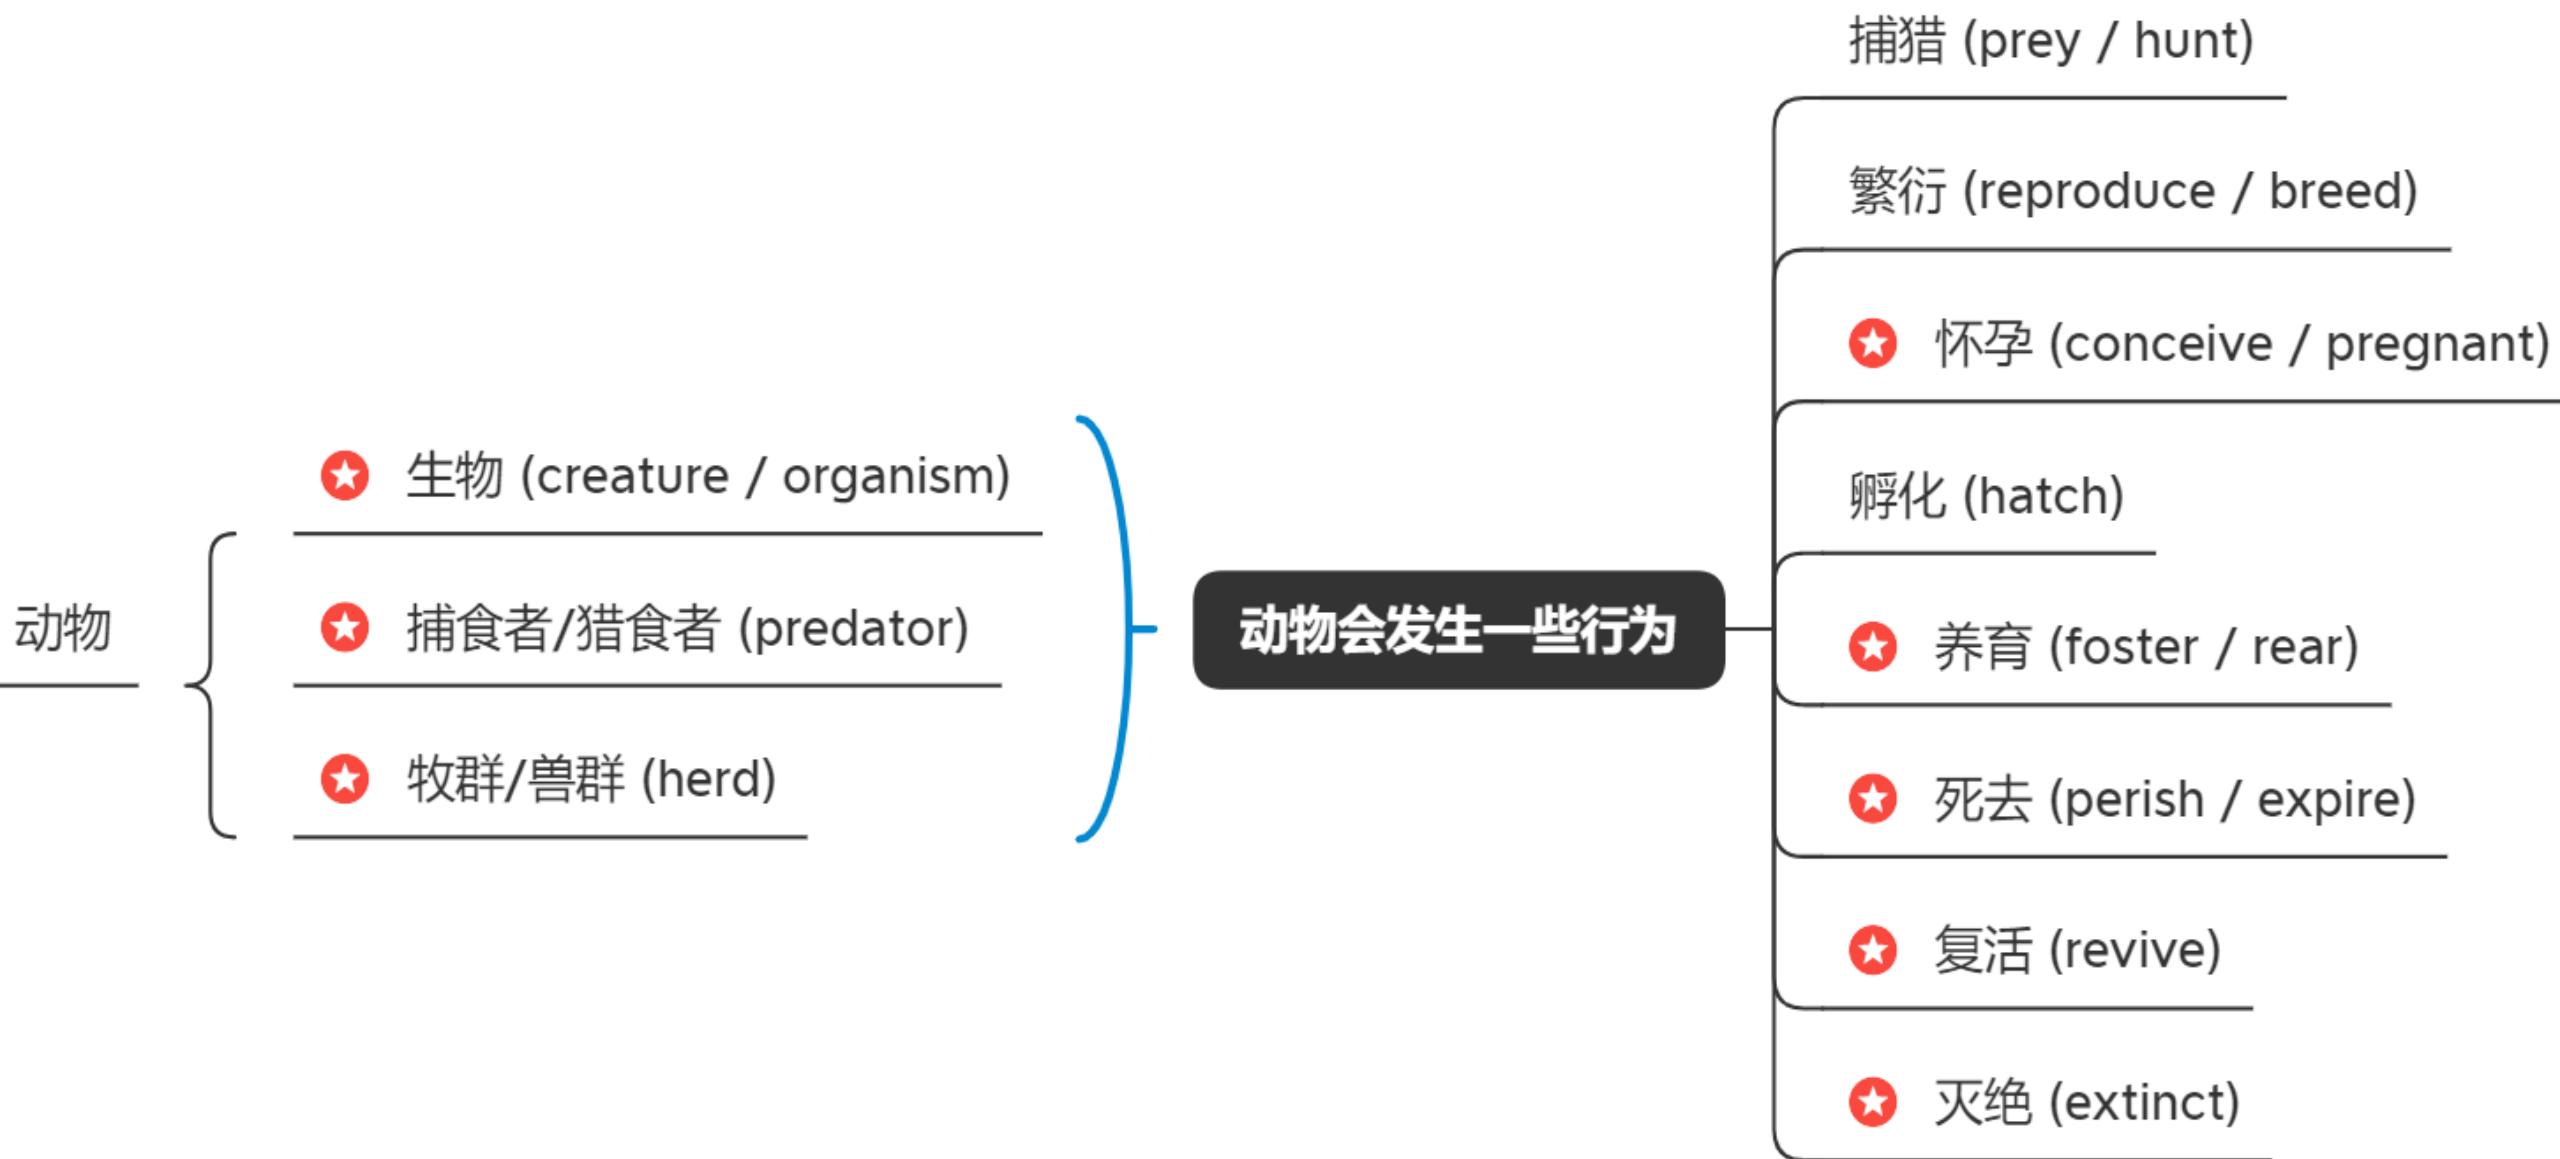 动物
生物 (creature / organism)
捕食者/猎食者 (predator)
牧群/兽群 (herd)
动物会发生一些行为
捕猎 (prey / hunt)
繁衍 (reproduce / breed)
怀孕 (conceive / pregnant)
孵化 (hatch)
养育 (foster / rear)
死去 (perish / expire)
复活 (revive)
灭绝 (extinct)